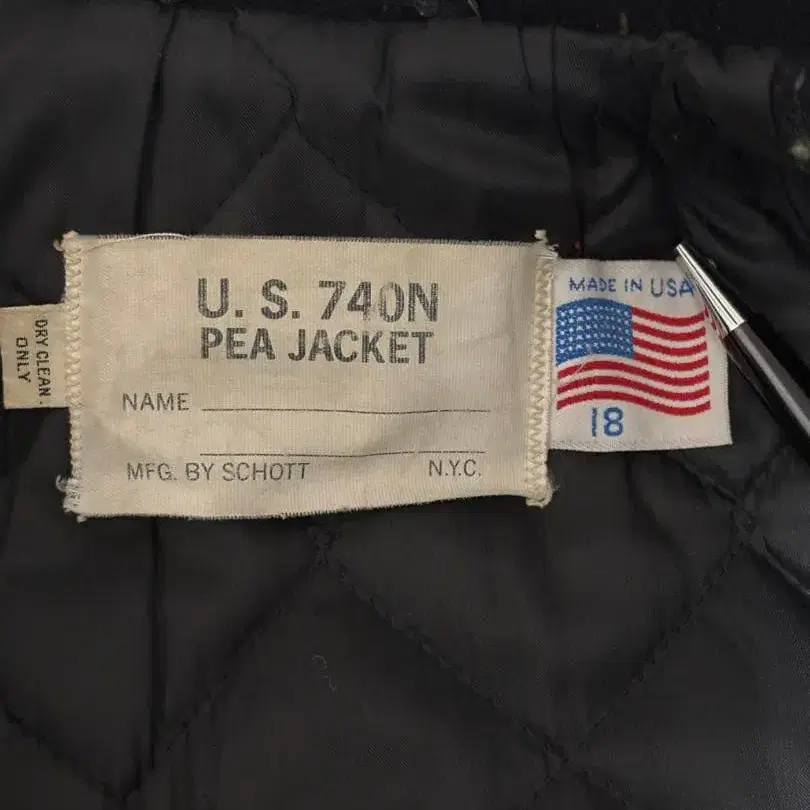 DRY CLEAN
ONLY
U. S. 740N
PEA JACKET
NAME
MFG. BY SCHOTT N.Y.C.
MADE IN USA
18